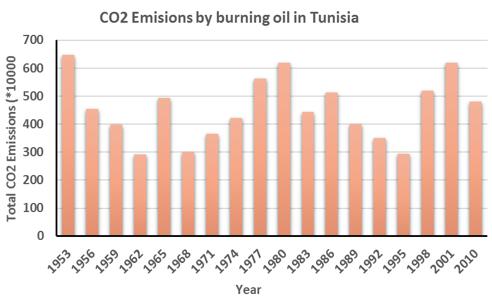 CO2 Emisions by burning oil in Tunisia
Total CO2 Emissions (*10000
700
600
500
400
300
200
100
0
1953 1956 1959 1962 1965 1968 1971 1974 1977 1980 1983 1986 1989 1992 1995 1998 2001 2010
Year